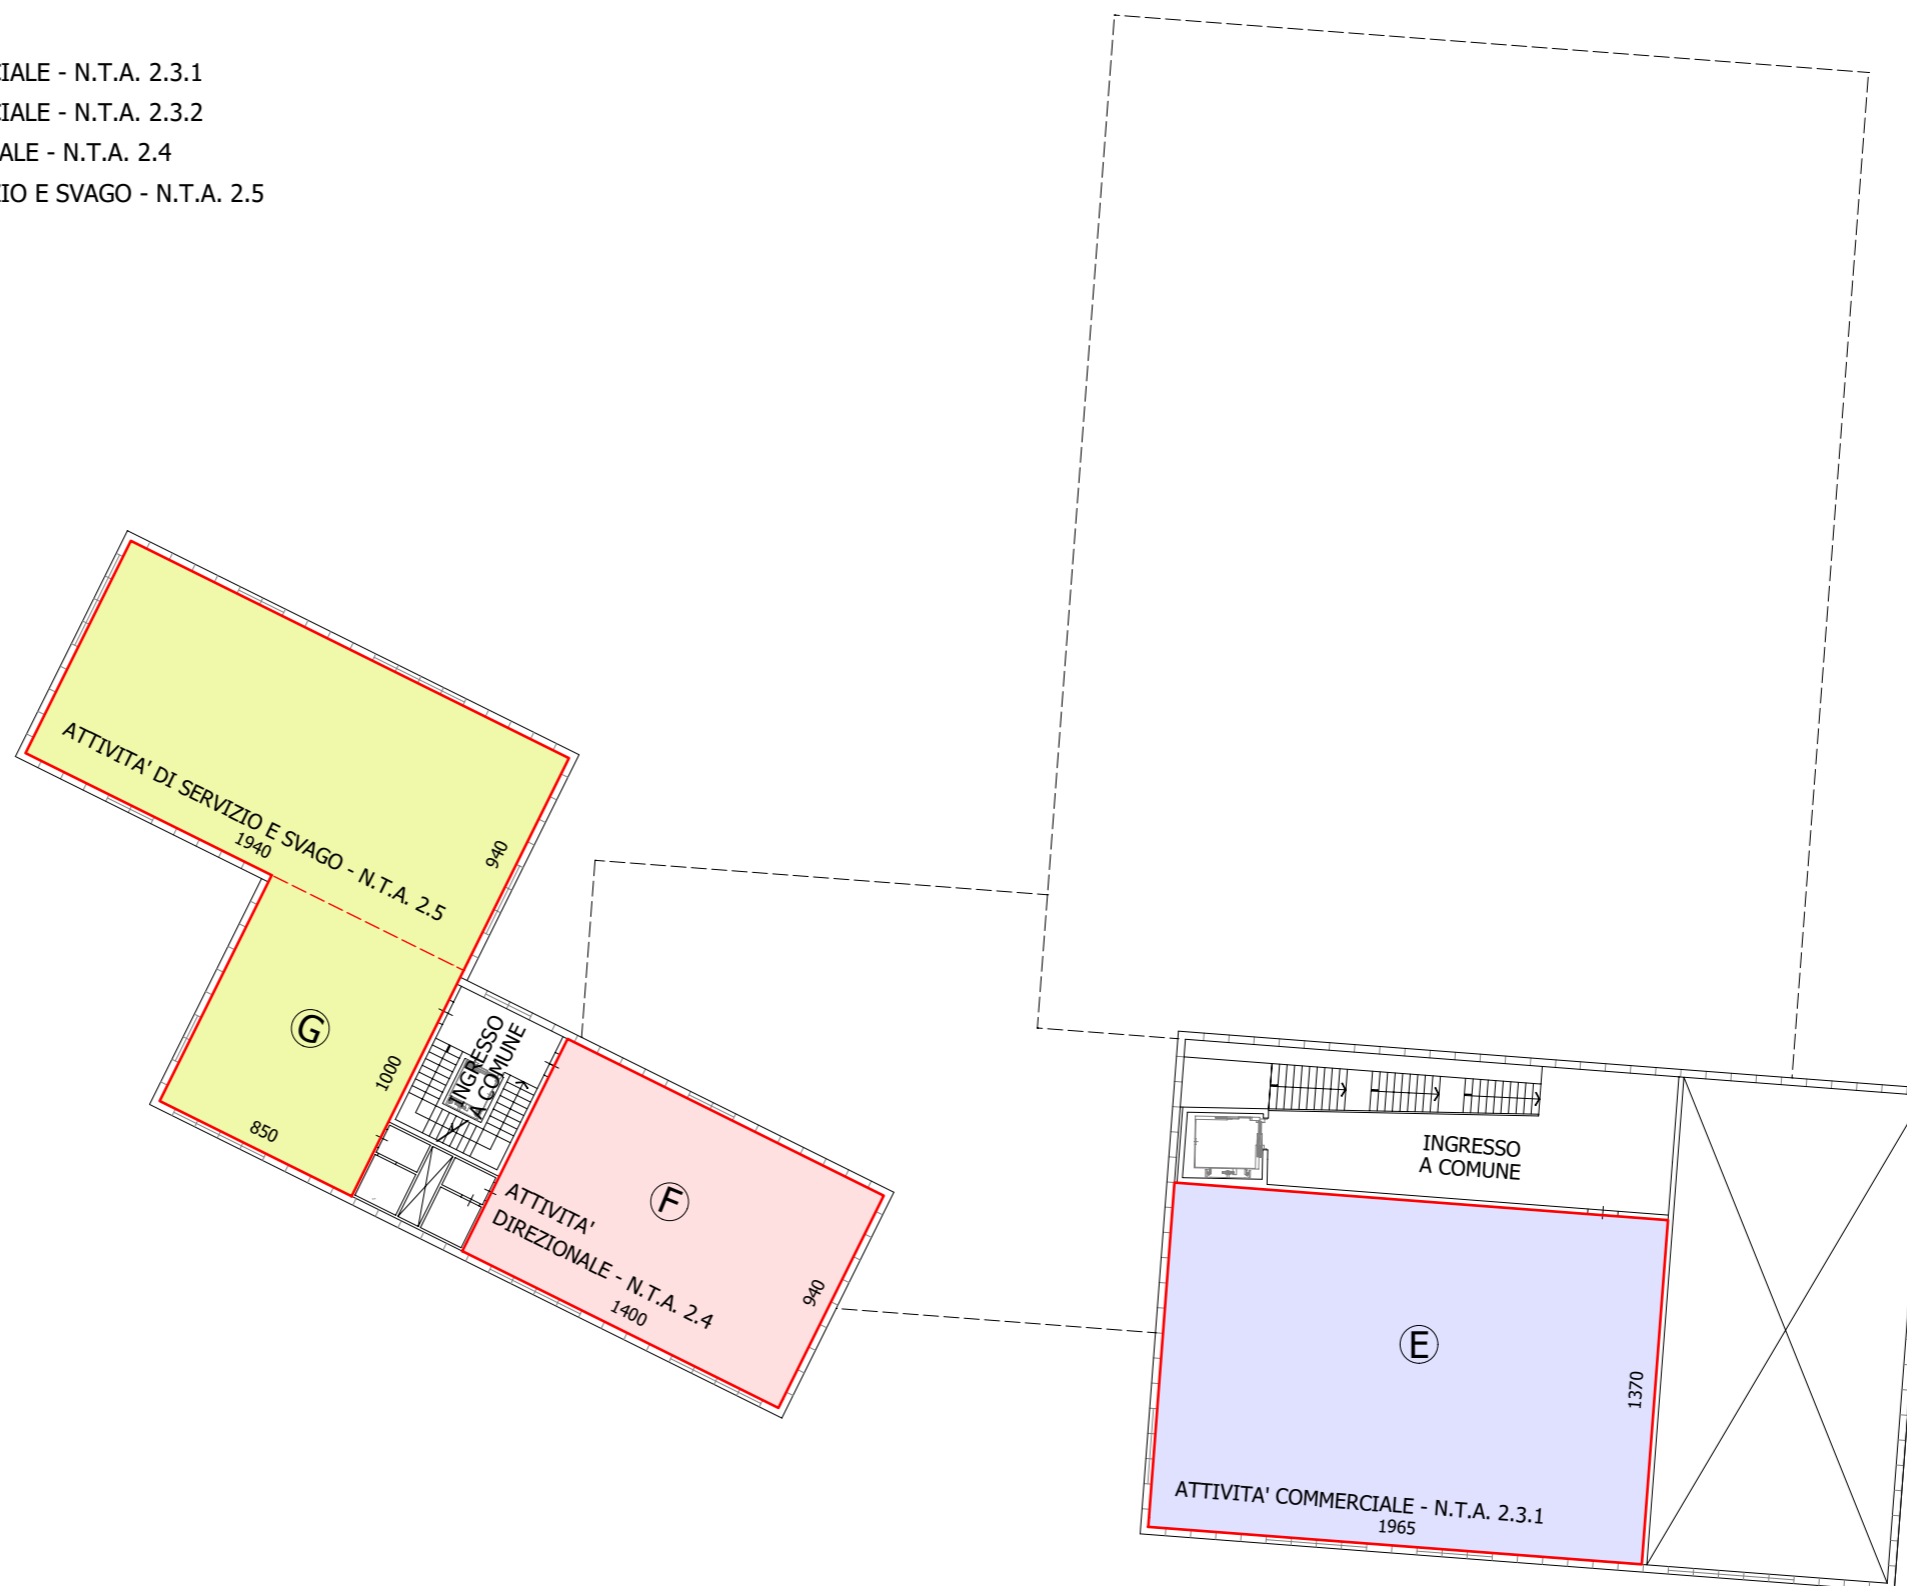 CIALE - N.T.A. 2.3.1
CIALE - N.T.A. 2.3.2
ALE - N.T.A. 2.4
IO E SVAGO - N.T.A. 2.5
ATTIVITA' DI SERVIZIO E SVAGO - N.T.A. 2.5
1940
940
G
1000
850
INGRESSO
A COMUNE
F
ATTIVITA'
DIREZIONALE - N.T.A. 2.4
1400
940
INGRESSO
A COMUNE
E
1370
ATTIVITA' COMMERCIALE - N.T.A. 2.3.1
1965